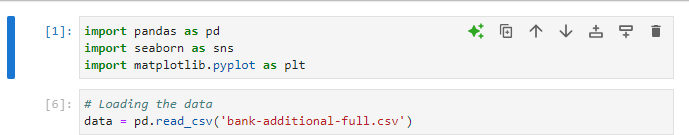 [1]: import pandas as pd
import seaborn as sns
import matplotlib.pyplot as plt
[6]: # Loading the data
data = pd.read_csv('bank-additional-full.csv')